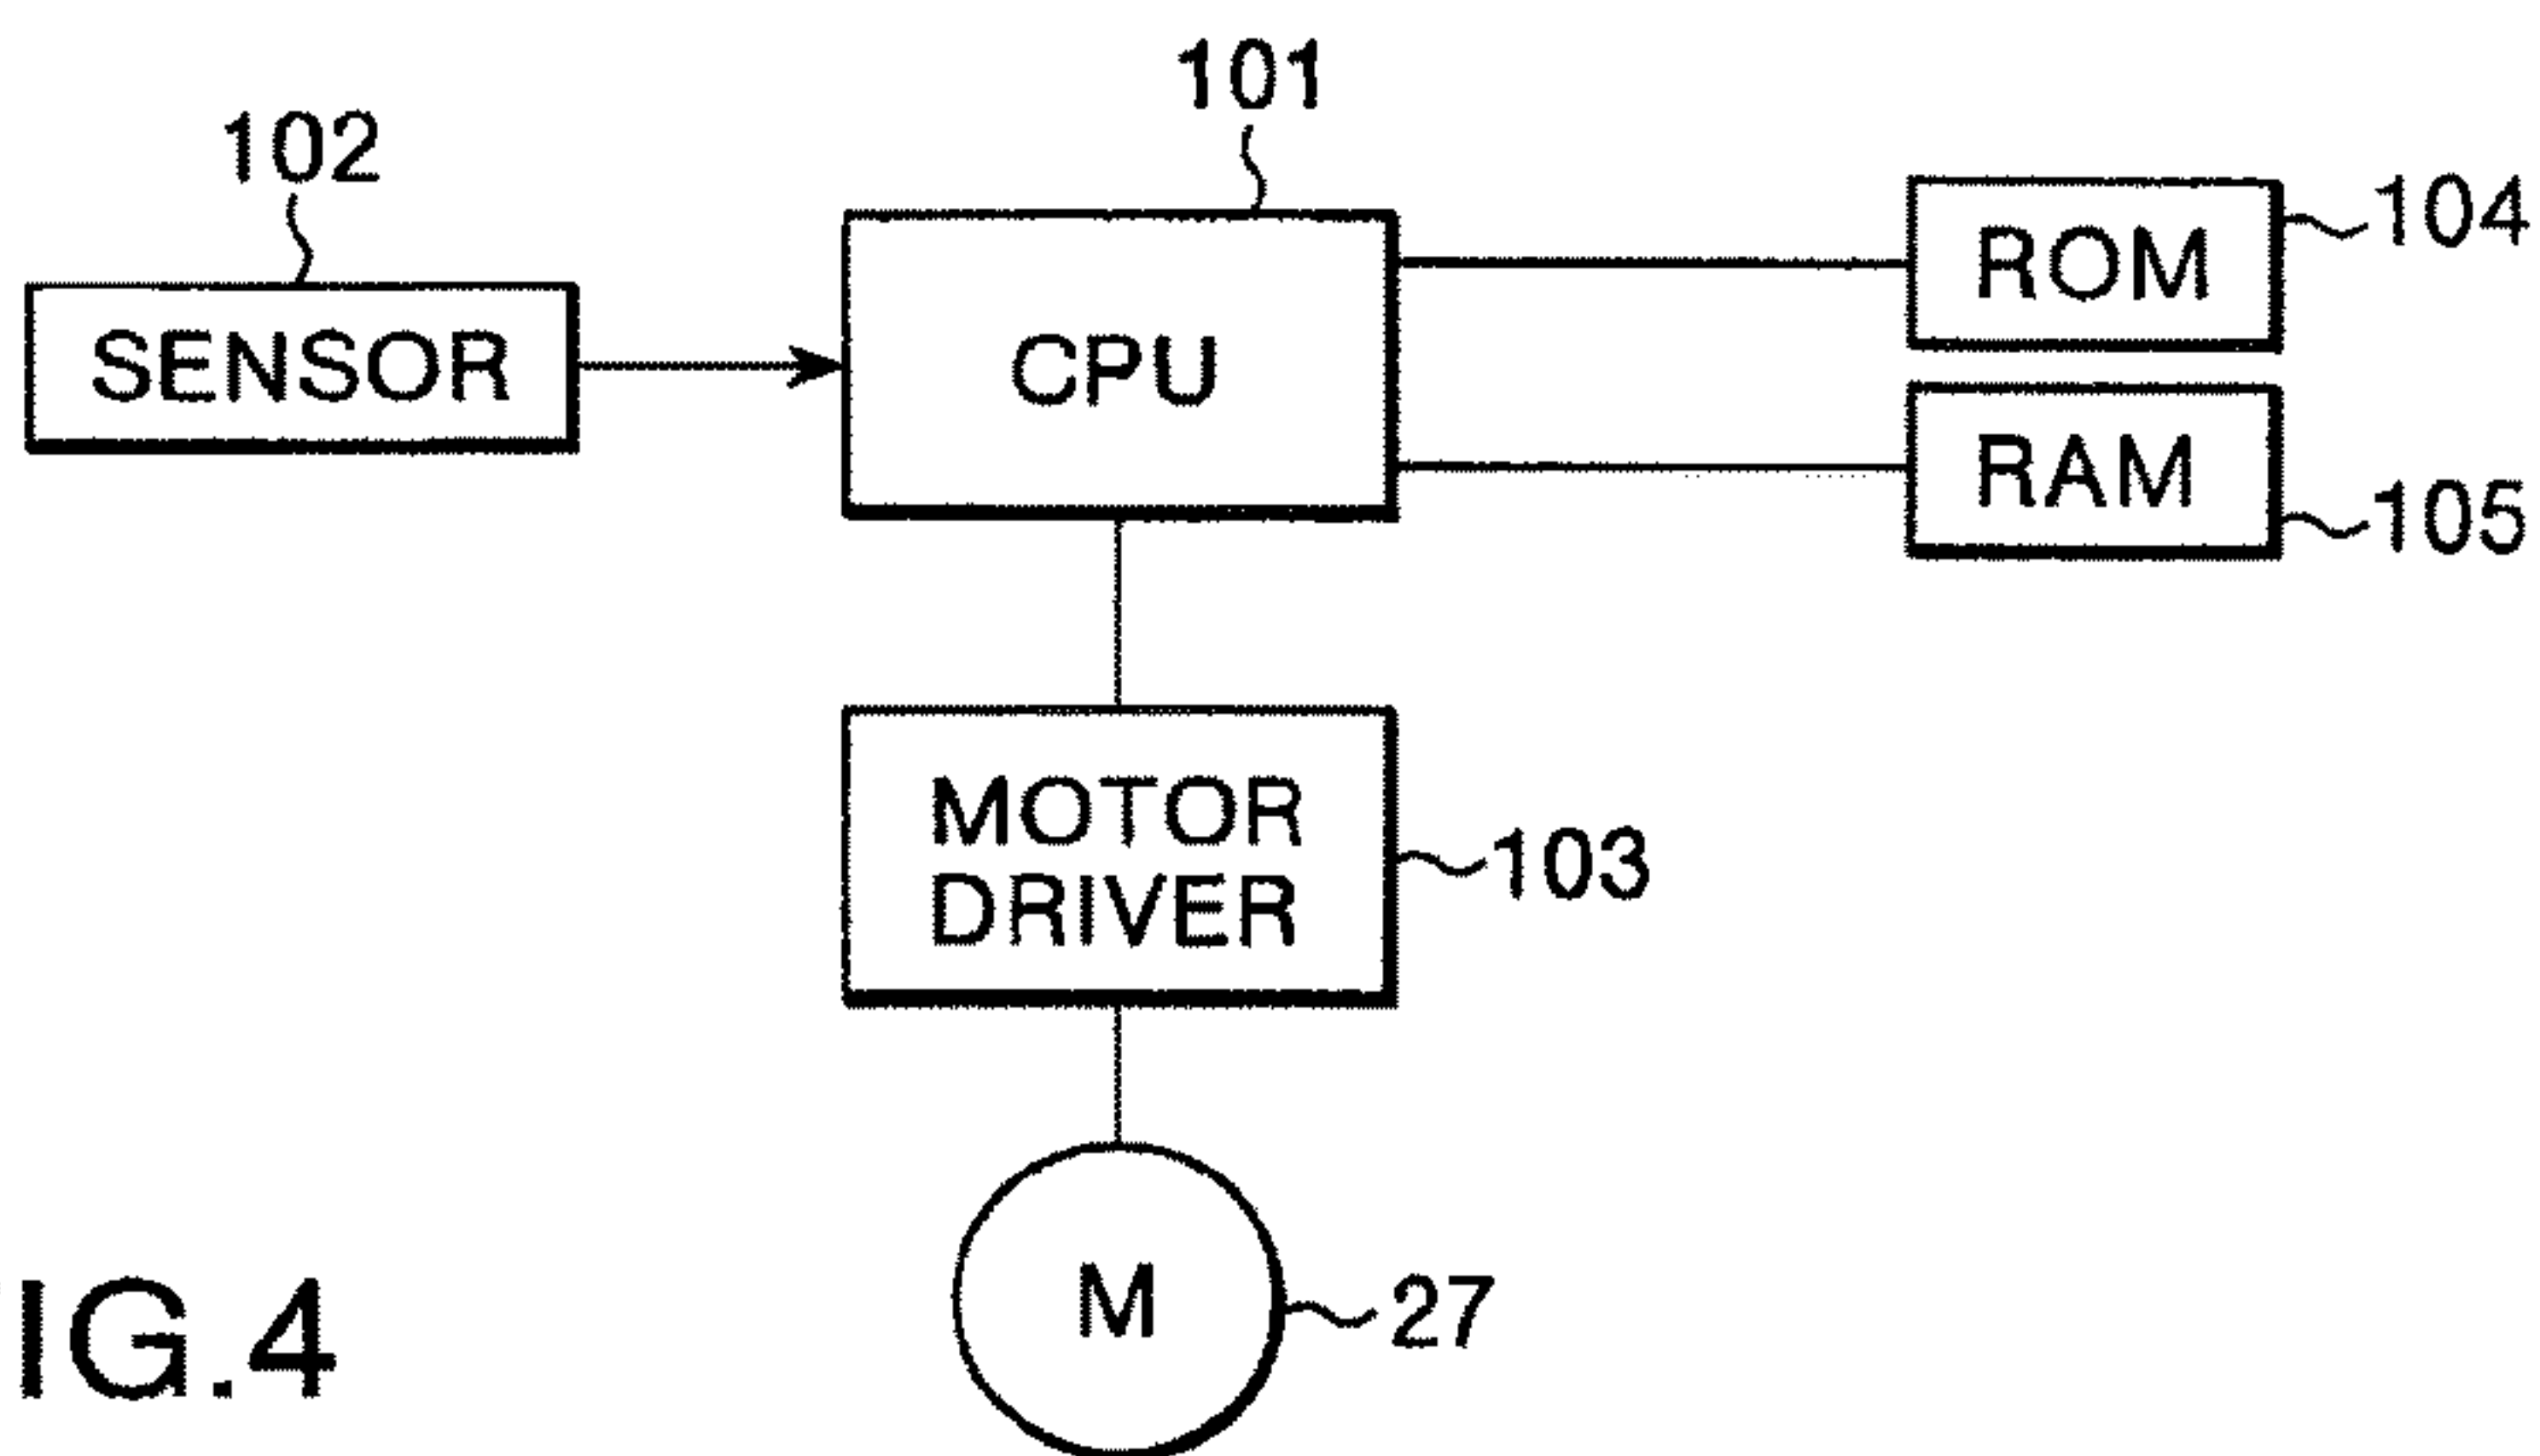 101
102
104
ROM
SENSOR
CPU
RAM
105
MOTOR
DRIVER
103
M
27
IG.4